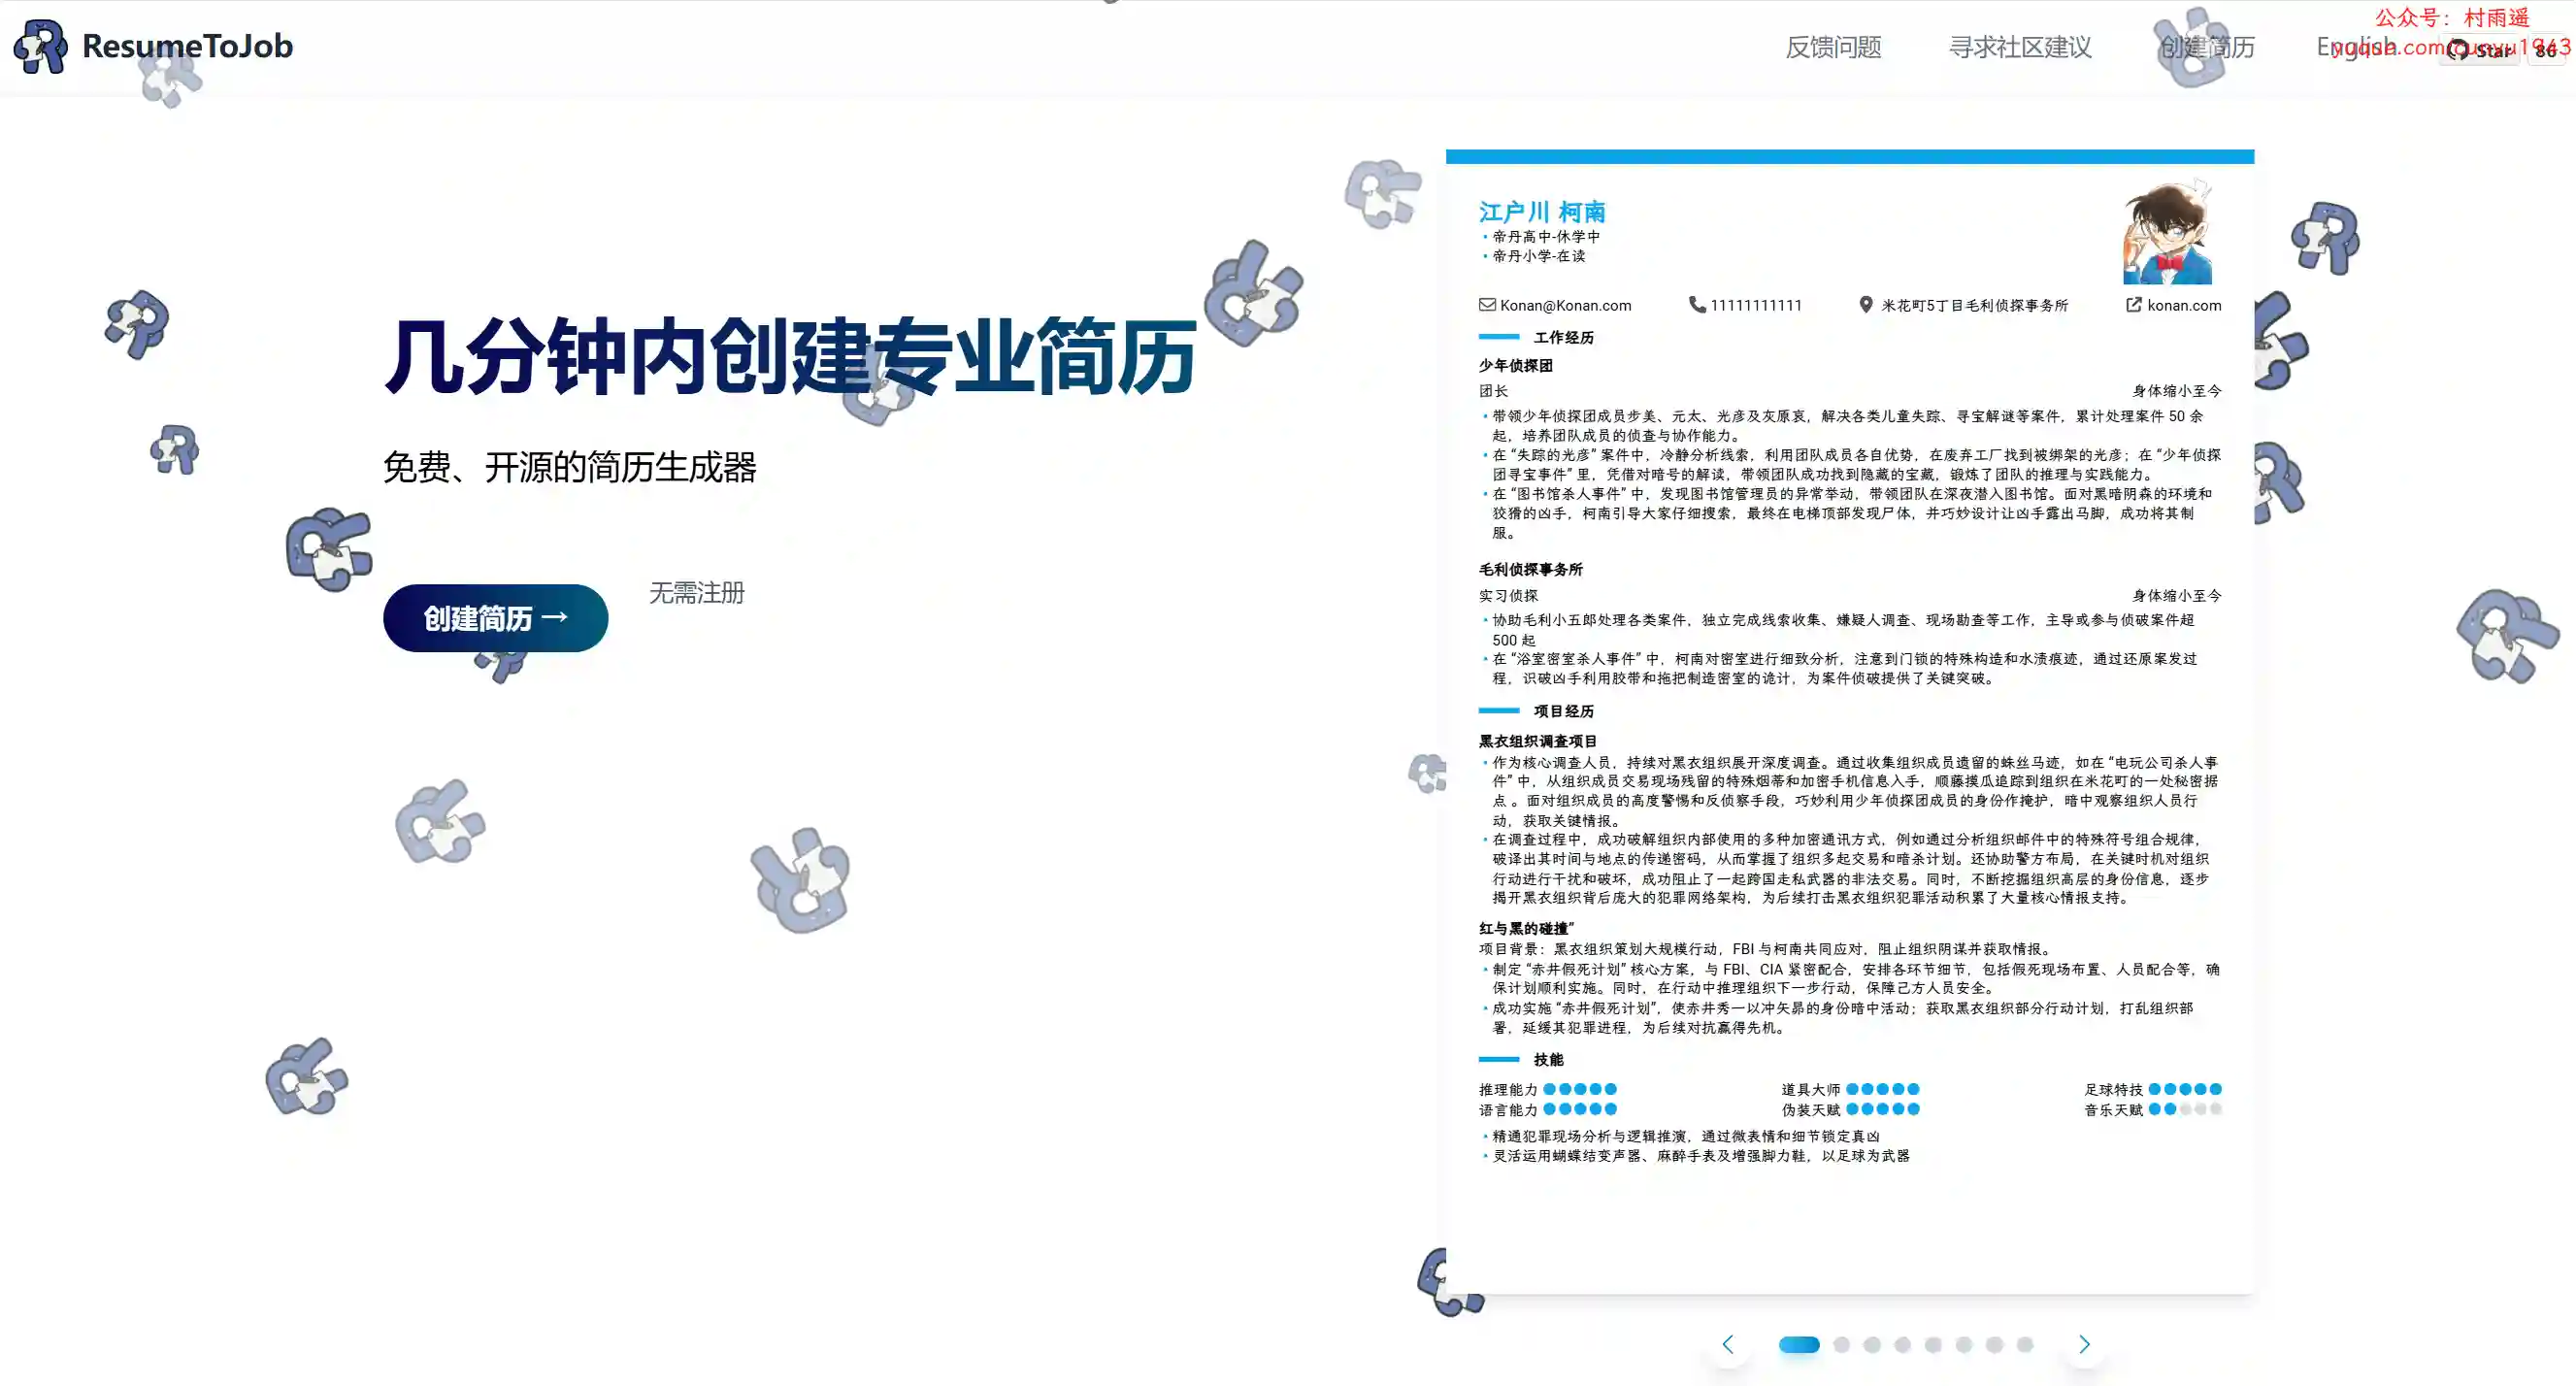 ResumeToJob
反馈问题
寻求社区建议
创建简历
English
Star
86
公众号：村雨遥
yuque.com/cunyu1943
几分钟内创建专业简历
免费、开源的简历生成器
创建简历 →
无需注册
江户川 柯南
帝丹高中-休学中
帝丹小学-在读
Konan@Konan.com
11111111111
米花町5丁目毛利侦探事务所
konan.com
工作经历
少年侦探团
团长 身体缩小至今
带领少年侦探团成员步美、元太、光彦及灰原哀，解决各类儿童失踪、寻宝解谜等案件，累计处理案件 50 余
起，培养团队成员的侦查与协作能力。
在 “失踪的光彦” 案件中，冷静分析线索，利用团队成员各自优势，在废弃工厂找到被绑架的光彦；在 “少年侦探
团寻宝事件” 里，凭借对暗号的解读，带领团队成功找到隐藏的宝藏，锻炼了团队的推理与实践能力。
在 “图书馆杀人事件” 中，发现图书馆管理员的异常举动，带领团队在深夜潜入图书馆。面对黑暗阴森的环境和
狡猾的凶手，柯南引导大家仔细搜索，最终在电梯顶部发现尸体，并巧妙设计让凶手露出马脚，成功将其制
服。
毛利侦探事务所
实习侦探 身体缩小至今
协助毛利小五郎处理各类案件，独立完成线索收集、嫌疑人调查、现场勘查等工作，主导或参与侦破案件超
500 起
在 “浴室密室杀人事件” 中，柯南对密室进行细致分析，注意到门锁的特殊构造和水渍痕迹，通过还原案发过
程，识破凶手利用胶带和拖把制造密室的诡计，为案件侦破提供了关键突破。
项目经历
黑衣组织调查项目
作为核心调查人员，持续对黑衣组织展开深度调查。通过收集组织成员遗留的蛛丝马迹，如在 “电玩公司杀人事
件” 中，从组织成员交易现场残留的特殊烟蒂和加密手机信息入手，顺藤摸瓜追踪到组织在米花町的一处秘密据
点 。面对组织成员的高度警惕和反侦察手段，巧妙利用少年侦探团成员的身份作掩护，暗中观察组织人员行
动，获取关键情报。
在调查过程中，成功破解组织内部使用的多种加密通讯方式，例如通过分析组织邮件中的特殊符号组合规律，
破译出其时间与地点的传递密码，从而掌握了组织多起交易和暗杀计划。还协助警方布局，在关键时机对组织
行动进行干扰和破坏，成功阻止了一起跨国走私武器的非法交易。同时，不断挖掘组织高层的身份信息，逐步
揭开黑衣组织背后庞大的犯罪网络架构，为后续打击黑衣组织犯罪活动积累了大量核心情报支持。
红与黑的碰撞”
项目背景：黑衣组织策划大规模行动，FBI 与柯南共同应对，阻止组织阴谋并获取情报。
制定 “赤井假死计划” 核心方案，与 FBI、CIA 紧密配合，安排各环节细节，包括假死现场布置、人员配合等，确
保计划顺利实施。同时，在行动中推理组织下一步行动，保障己方人员安全。
成功实施 “赤井假死计划”，使赤井秀一以冲矢昴的身份暗中活动；获取黑衣组织部分行动计划，打乱组织部
署，延缓其犯罪进程，为后续对抗赢得先机。
技能
推理能力 道具大师 足球特技
语言能力 伪装天赋 音乐天赋
精通犯罪现场分析与逻辑推演，通过微表情和细节锁定真凶
灵活运用蝴蝶结变声器、麻醉手表及增强脚力鞋，以足球为武器